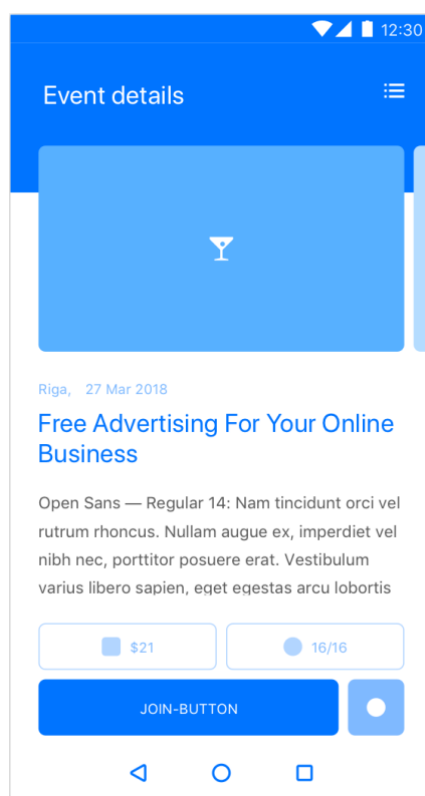 12:30
Event details
Riga, 27 Mar 2018
Free Advertising For Your Online
Business
Open Sans — Regular 14: Nam tincidunt orci vel
rutrum rhoncus. Nullam augue ex, imperdiet vel
nibh nec, porttitor posuere erat. Vestibulum
varius libero sapien, eget egestas arcu lobortis
$21
16/16
JOIN-BUTTON